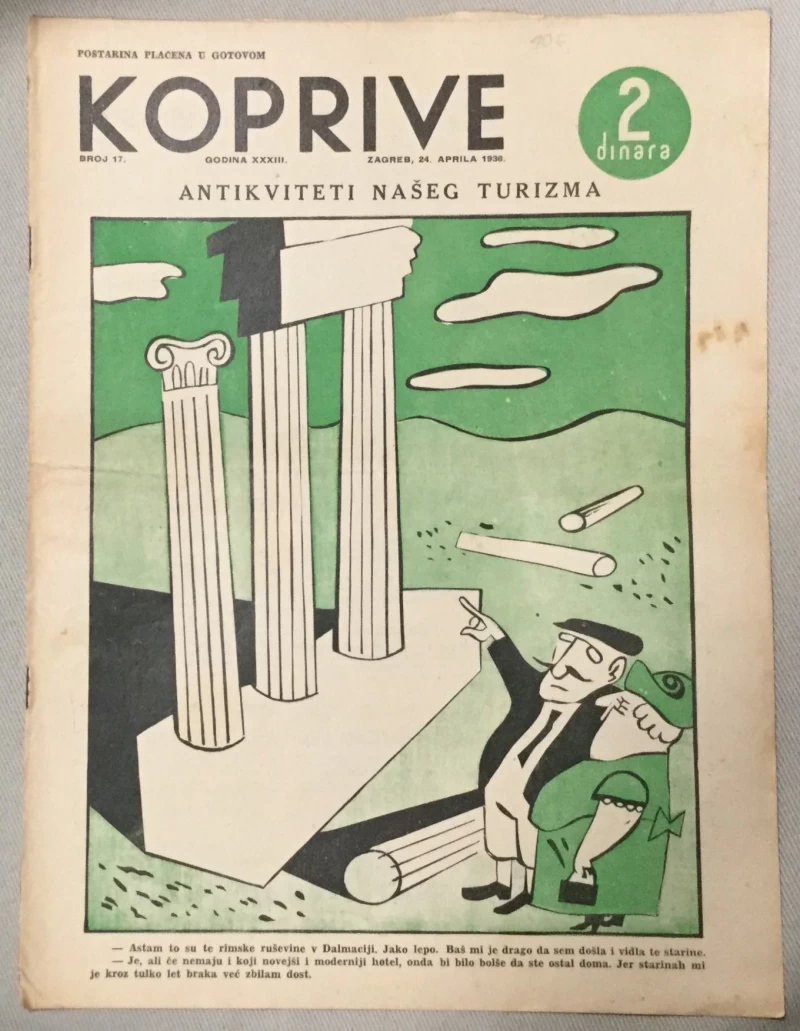 POŠTARINA PLAĆENA U GOTOVOM
KOPRIVE
2
dinara
BROJ 17. GODINA XXXIII. ZAGREB, 24. APRILA 1938.
ANTIKVITETI NAŠEG TURIZMA
— Astam to su te rimske ruševine v Dalmaciji. Jako lepo. Baš mi je drago da sem došla i vidla te starine.
— Je, ali če nemaju i koji novejši i moderniji hotel, onda bi bilo bolše da ste ostal doma. Jer starinah mi
je kroz tulko let braka već zbilam dost.